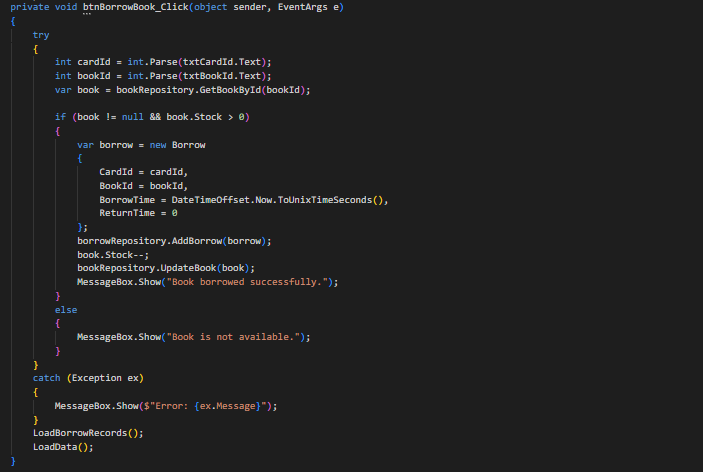 private void btnBorrowBook_Click(object sender, EventArgs e)
{
    try
    {
        int cardId = int.Parse(txtCardId.Text);
        int bookId = int.Parse(txtBookId.Text);
        var book = bookRepository.GetBookById(bookId);

        if (book != null && book.Stock > 0)
        {
            var borrow = new Borrow
            {
                CardId = cardId,
                BookId = bookId,
                BorrowTime = DateTimeOffset.Now.ToUnixTimeSeconds(),
                ReturnTime = 0
            };
            borrowRepository.AddBorrow(borrow);
            book.Stock--;
            bookRepository.UpdateBook(book);
            MessageBox.Show("Book borrowed successfully.");
        }
        else
        {
            MessageBox.Show("Book is not available.");
        }
    }
    catch (Exception ex)
    {
        MessageBox.Show($"Error: {ex.Message}");
    }
    LoadBorrowRecords();
    LoadData();
}